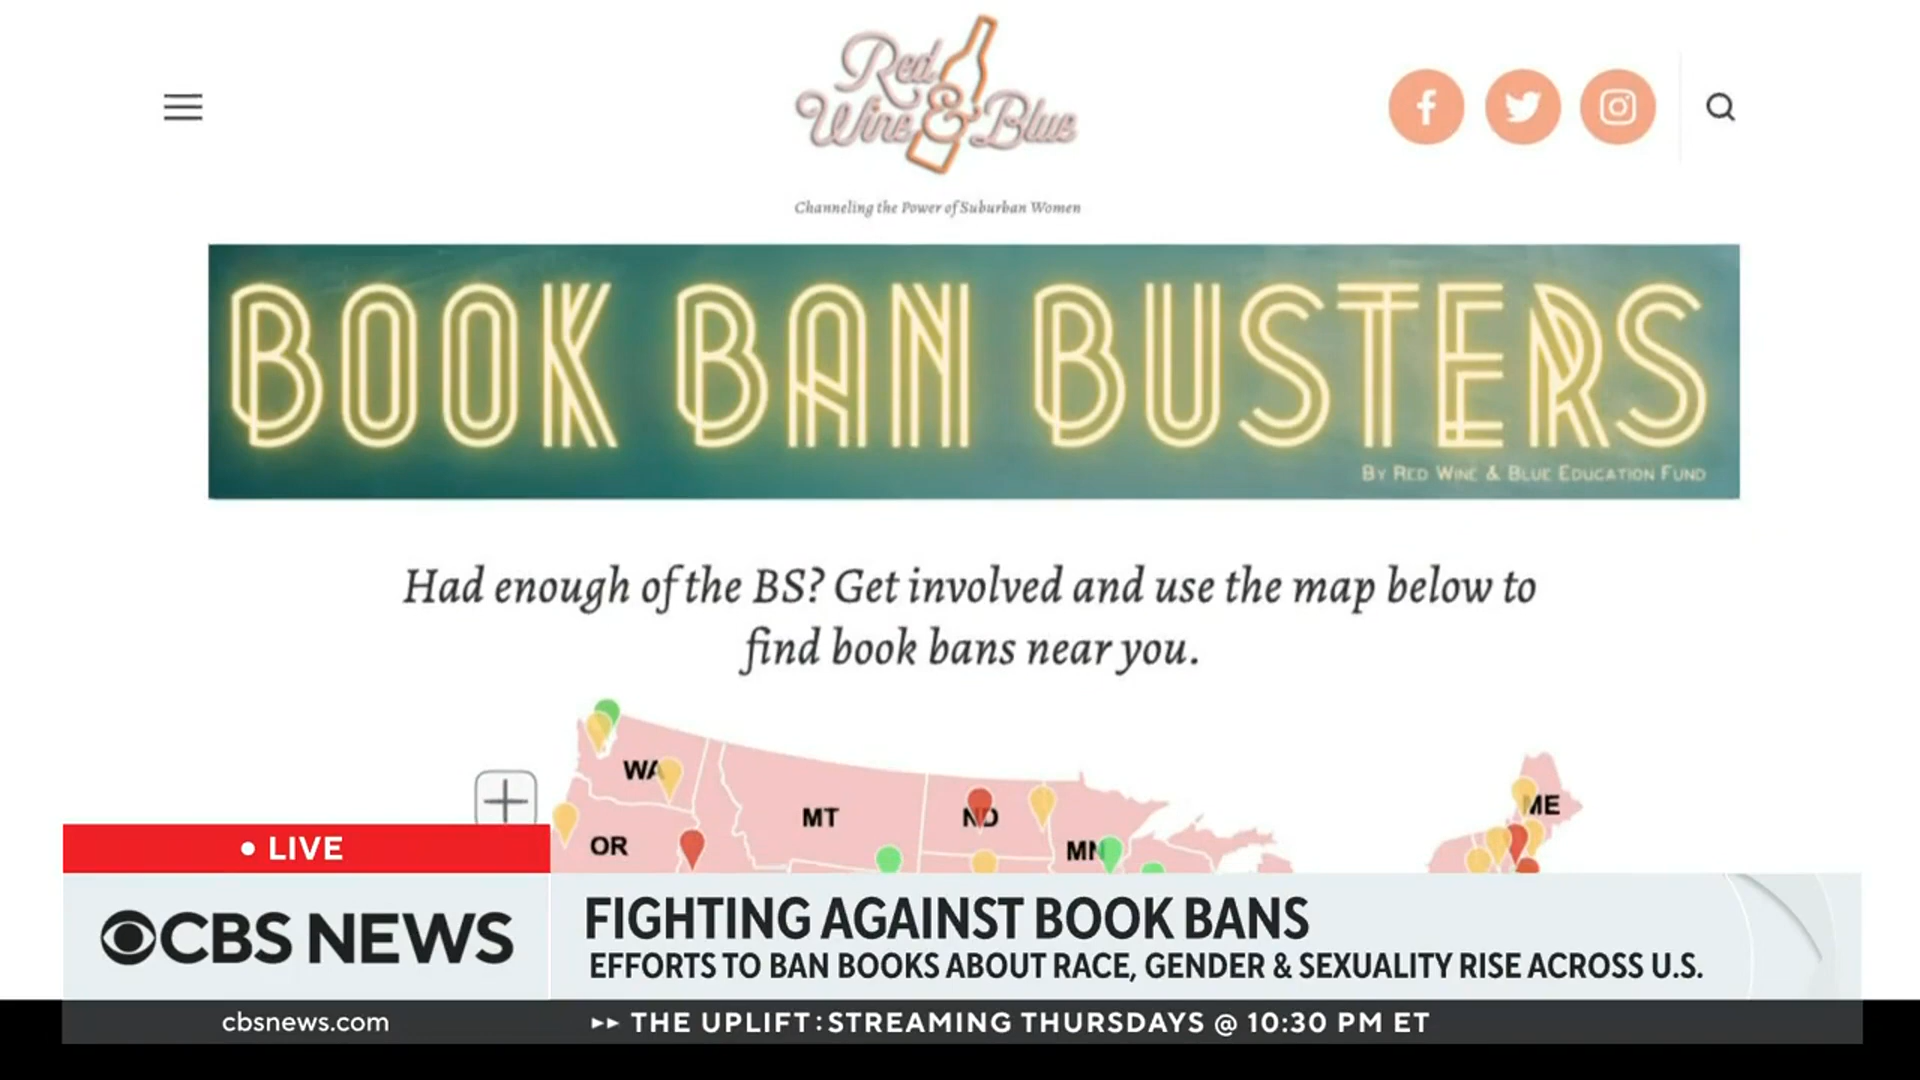 Red
Wine & Blue
Channeling the Power of Suburban Women
BOOK BAN BUSTERS
BY RED WINE & BLUE EDUCATION FUND
Had enough of the BS? Get involved and use the map below to
find book bans near you.
WA
MT
ND
ME
OR
MN
LIVE
CBS NEWS
FIGHTING AGAINST BOOK BANS
EFFORTS TO BAN BOOKS ABOUT RACE, GENDER & SEXUALITY RISE ACROSS U.S.
cbsnews.com
THE UPLIFT: STREAMING THURSDAYS @ 10:30 PM ET